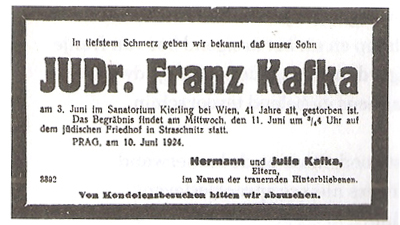 In tiefstem Schmerz geben wir bekannt, daß unser Sohn
JUDr. Franz Kafka
am 3. Juni im Sanatorium Kierling bei Wien, 41 Jahre alt, gestorben ist.
Das Begräbnis findet am Mittwoch, den 11. Juni um ¾4 Uhr auf
dem jüdischen Friedhof in Straschnitz statt.
PRAG, am 10. Juni 1924.
Hermann und Julie Kafka,
Eltern,
3392 im Namen der trauernden Hinterbliebenen.
Von Kondolenzbesuchen bitten wir abzusehen.